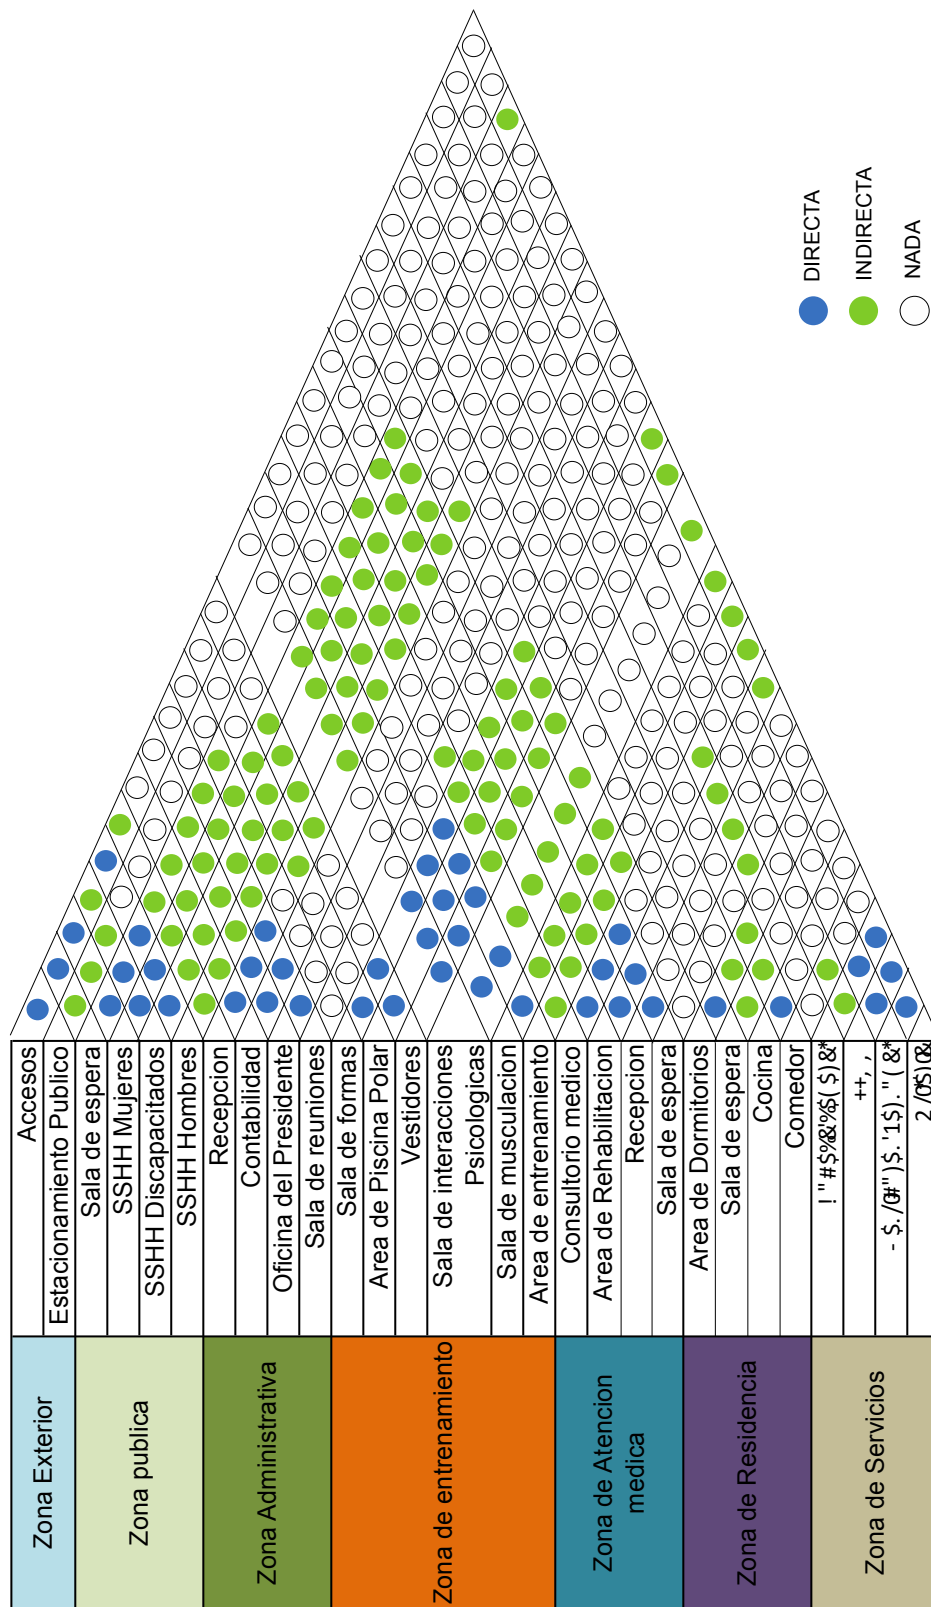 Zona Exterior
Accesos
Estacionamiento Publico
Zona publica
Sala de espera
SSHH Mujeres
SSHH Discapacitados
SSHH Hombres
Zona Administrativa
Recepcion
Contabilidad
Oficina del Presidente
Sala de reuniones
Zona de entrenamiento
Sala de formas
Area de Piscina Polar
Vestidores
Sala de interacciones
Psicologicas
Sala de musculacion
Area de entrenamiento
Zona de Atencion
medica
Consultorio medico
Area de Rehabilitacion
Recepcion
Sala de espera
Zona de Residencia
Area de Dormitorios
Sala de espera
Cocina
Comedor
Zona de Servicios
DIRECTA
INDIRECTA
NADA